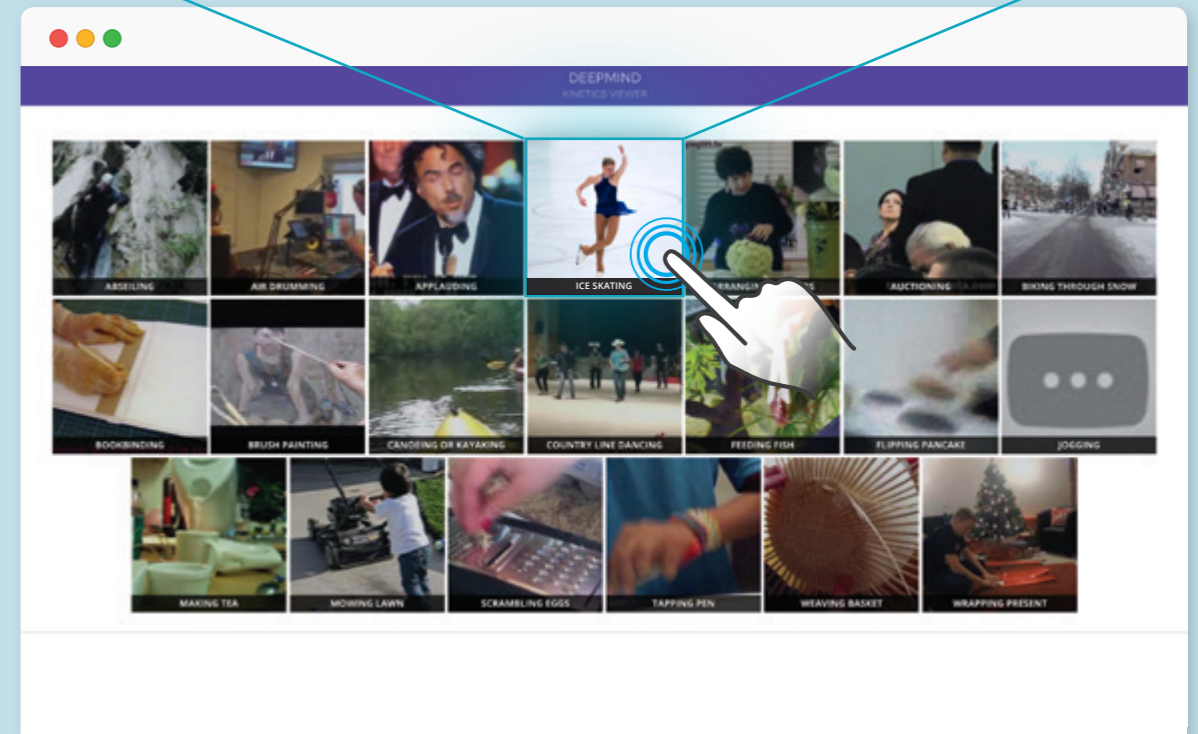 DEEPMIND
KINETICS VIEWER
ABSEILING
AIR DRUMMING
APPLAUDING
ICE SKATING
AUCTIONING
BIKING THROUGH SNOW
BOOKBINDING
BRUSH PAINTING
CANOEING OR KAYAKING
COUNTRY LINE DANCING
FEEDING FISH
FLIPPING PANCAKE
JOGGING
MAKING TEA
MOWING LAWN
SCRAMBLING EGGS
TAPPING PEN
WEAVING BASKET
WRAPPING PRESENT